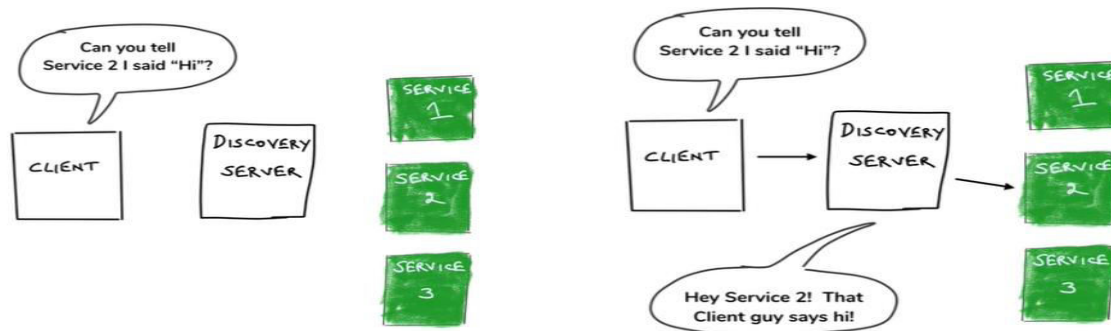 Can you tell
Service 2 I said “Hi”?
CLIENT
DISCOVERY
SERVER
SERVICE
1
SERVICE
2
SERVICE
3
Can you tell
Service 2 I said “Hi”?
CLIENT
DISCOVERY
SERVER
SERVICE
1
SERVICE
2
SERVICE
3
Hey Service 2! That
Client guy says hi!